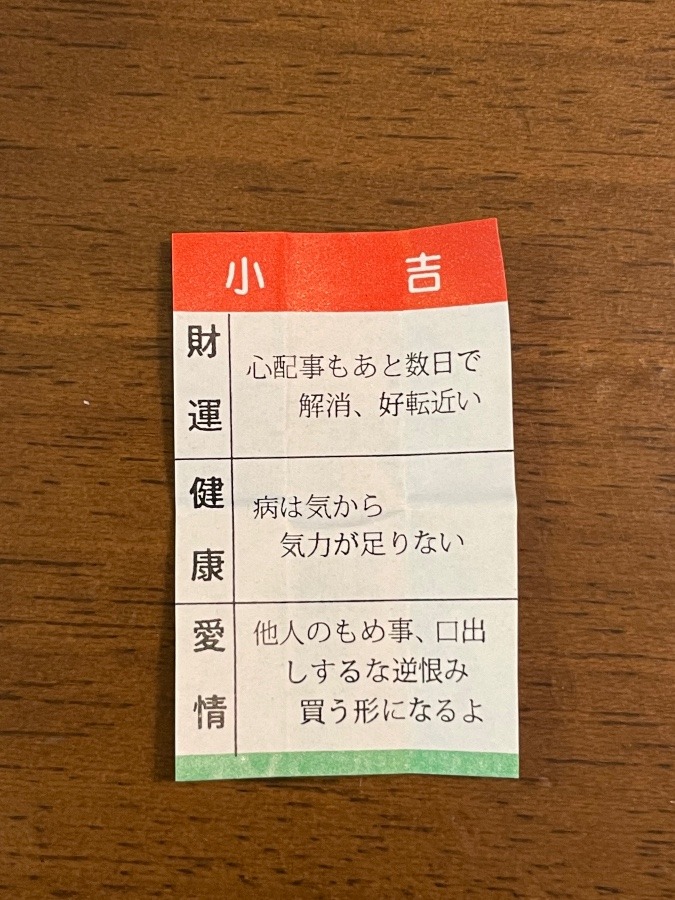 小吉
財運
心配事もあと数日で
解消、好転近い
健康
病は気から
気力が足りない
愛情
他人のもめ事、口出
しするな逆恨み
買う形になるよ